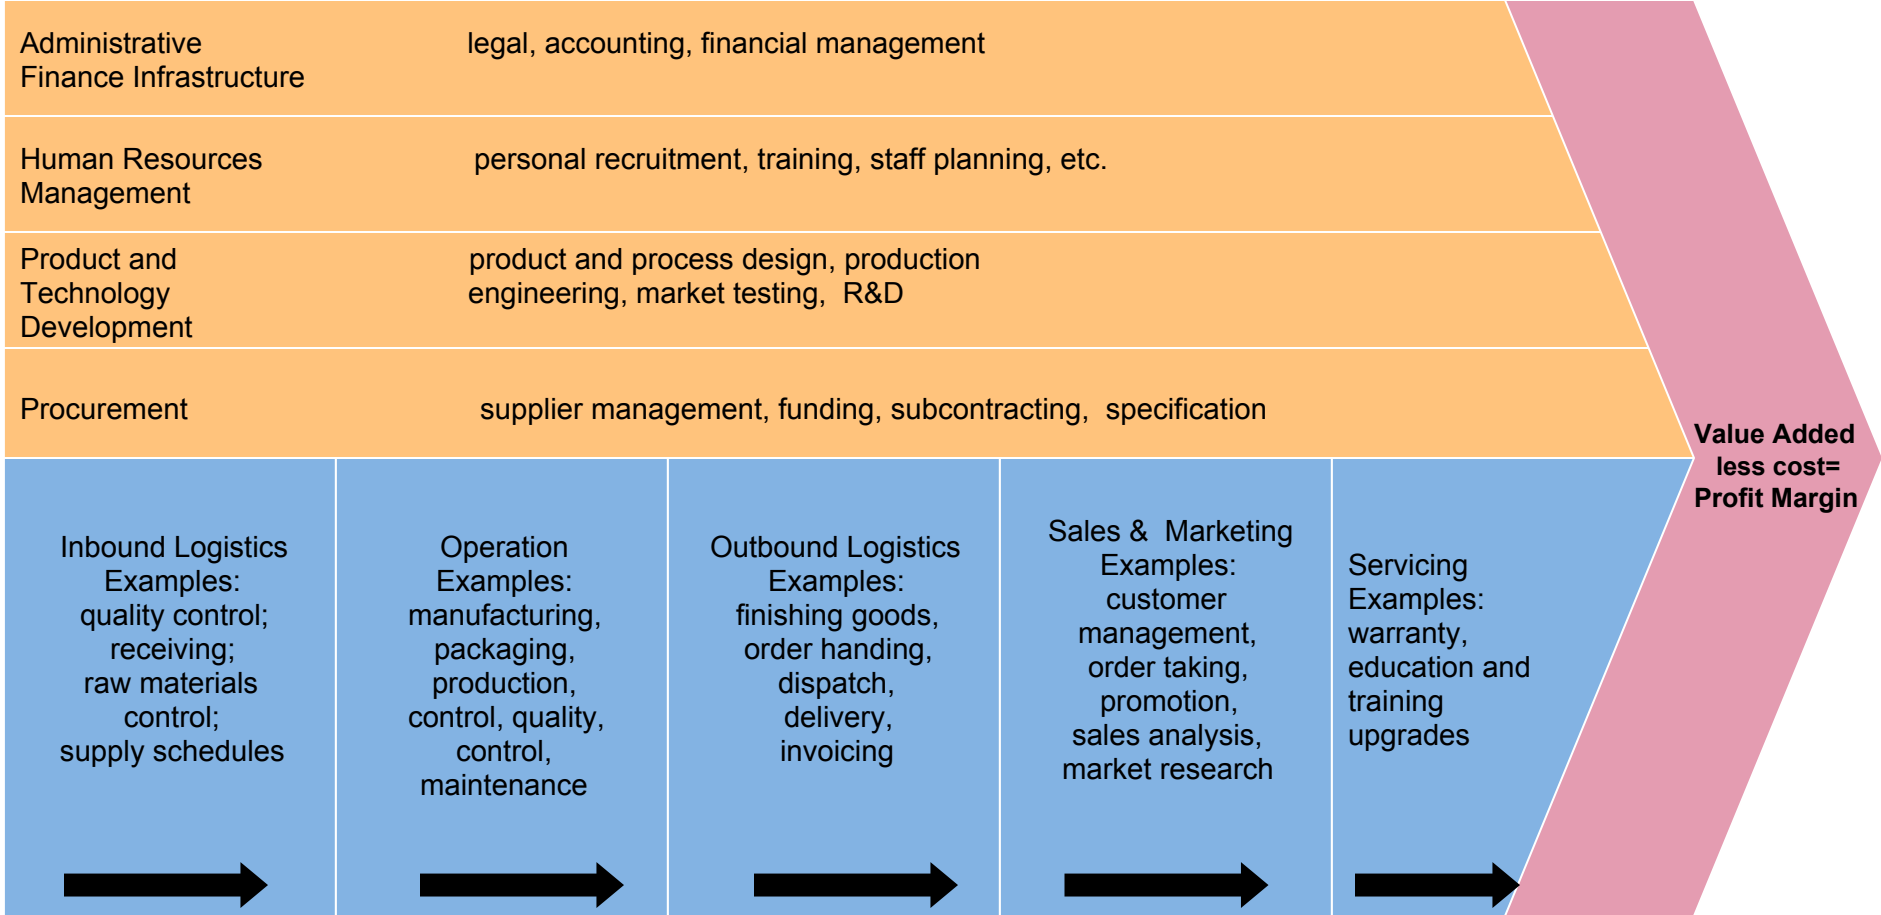 Administrative
Finance Infrastructure
legal, accounting, financial management
Human Resources
Management
personal recruitment, training, staff planning, etc.
Product and
Technology
Development
product and process design, production
engineering, market testing,  R&D
Procurement
supplier management, funding, subcontracting,  specification
Value Added
less cost=
Profit Margin
Inbound Logistics
Examples:
quality control;
receiving;
raw materials
control;
supply schedules
Operation
Examples:
manufacturing,
packaging,
production,
control, quality,
control,
maintenance
Outbound Logistics
Examples:
finishing goods,
order handing,
dispatch,
delivery,
invoicing
Sales &  Marketing
Examples:
customer
management,
order taking,
promotion,
sales analysis,
market research
Servicing
Examples:
warranty,
education and
training
upgrades